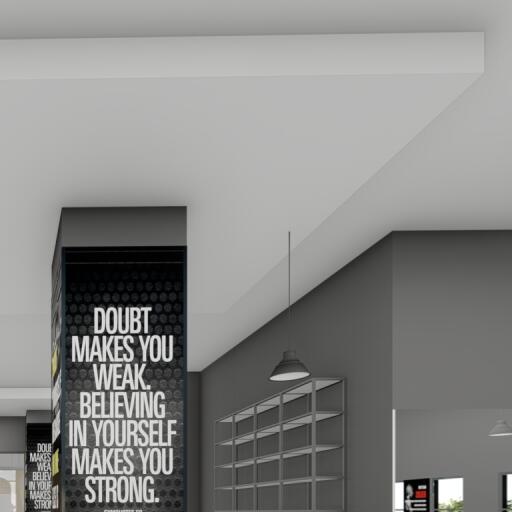 DOUBT
MAKES YOU
WEAK.
BELIEVING
IN YOURSELF
MAKES YOU
STRONG.